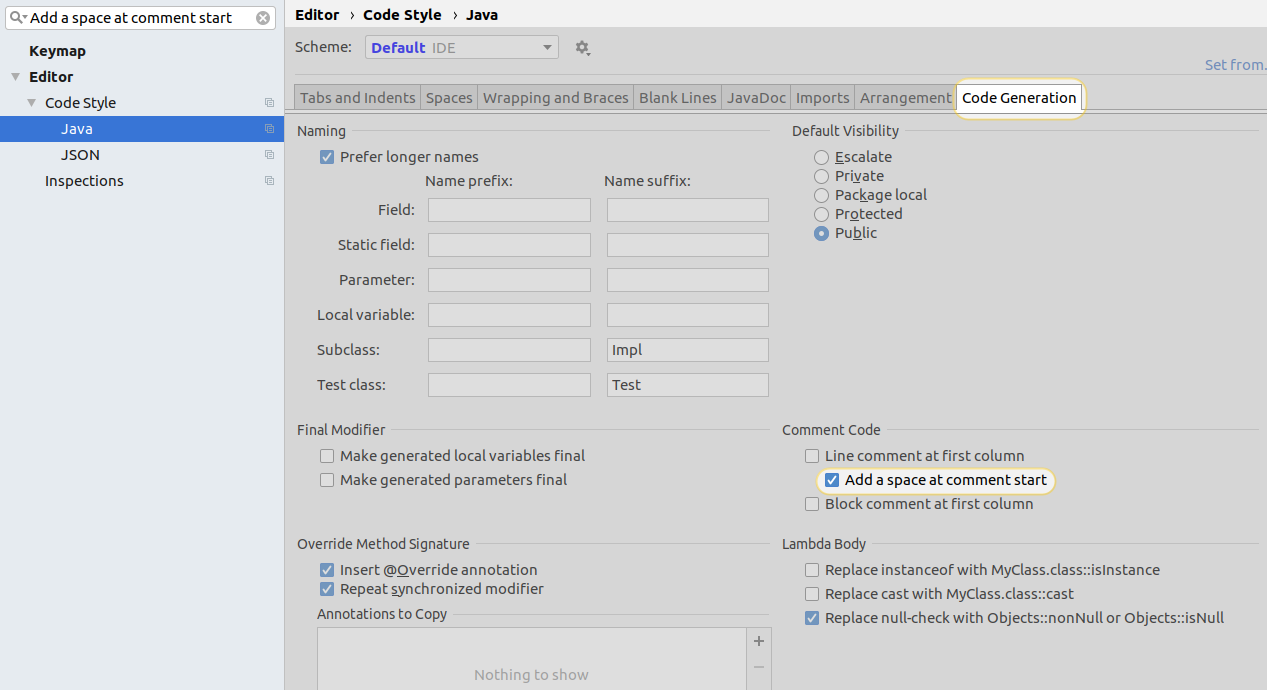 Add a space at comment start
Keymap
Editor
Code Style
Java
JSON
Inspections
Editor › Code Style › Java
Scheme: Default IDE
Set from.
Tabs and Indents Spaces Wrapping and Braces Blank Lines JavaDoc Imports Arrangement Code Generation
Naming
Prefer longer names
Name prefix: Name suffix:
Field:
Static field:
Parameter:
Local variable:
Subclass: Impl
Test class: Test
Default Visibility
Escalate
Private
Package local
Protected
Public
Final Modifier
Make generated local variables final
Make generated parameters final
Comment Code
Line comment at first column
Add a space at comment start
Block comment at first column
Override Method Signature
Insert @Override annotation
Repeat synchronized modifier
Annotations to Copy
Nothing to show
Lambda Body
Replace instanceof with MyClass.class::isInstance
Replace cast with MyClass.class::cast
Replace null-check with Objects::nonNull or Objects::isNull